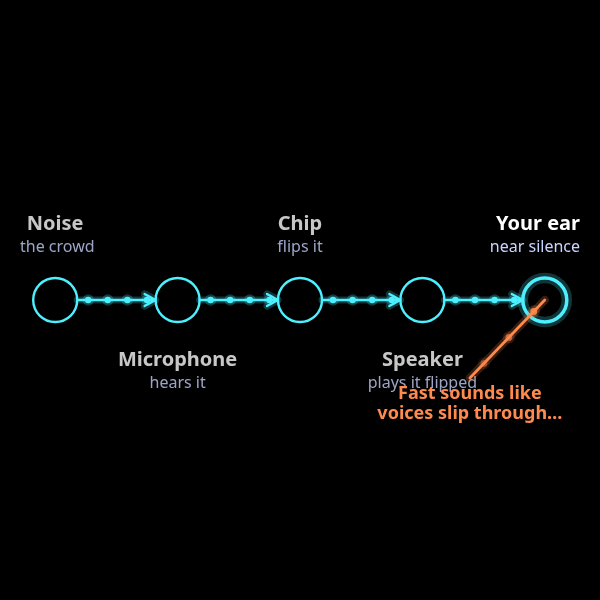 Noise
the crowd
Chip
flips it
Your ear
near silence
Microphone
hears it
Speaker
plays it flipped
Fast sounds like
voices slip through...